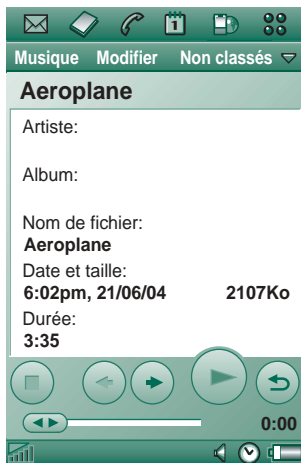 1
Musique Modifier Non classés
Aeroplane
Artiste:
Album:
Nom de fichier:
Aeroplane
Date et taille:
6:02pm, 21/06/04 2107Ko
Durée:
3:35
0:00